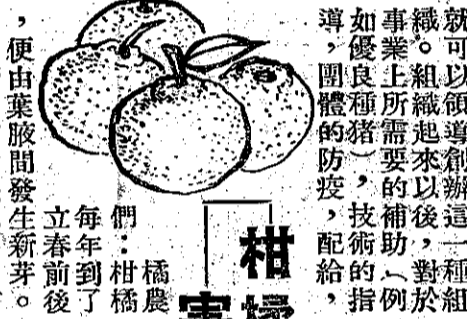 就可以領導創辦這一種組
織。組織起來以後，對於
事業上所需要的補助（例
如優良種猪），技術的指
導，團體的防疫，配給，
柑
橘農
們：柑橘
每年到了
立春前後
，便由葉腋間發生新芽。